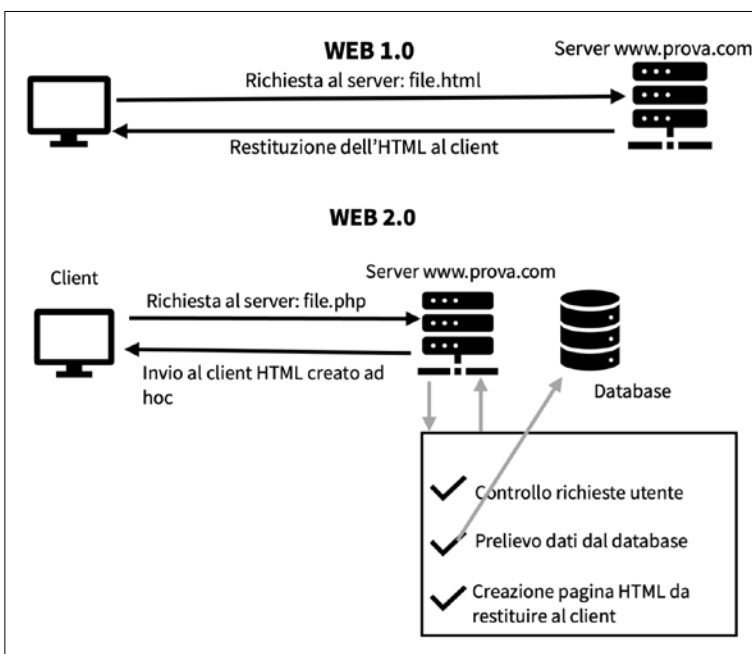 WEB 1.0
Server www.prova.com
Richiesta al server: file.html
Restituzione dell'HTML al client
WEB 2.0
Client
Server www.prova.com
Richiesta al server: file.php
Invio al client HTML creato ad
hoc
Database
Controllo richieste utente
Prelievo dati dal database
Creazione pagina HTML da
restituire al client